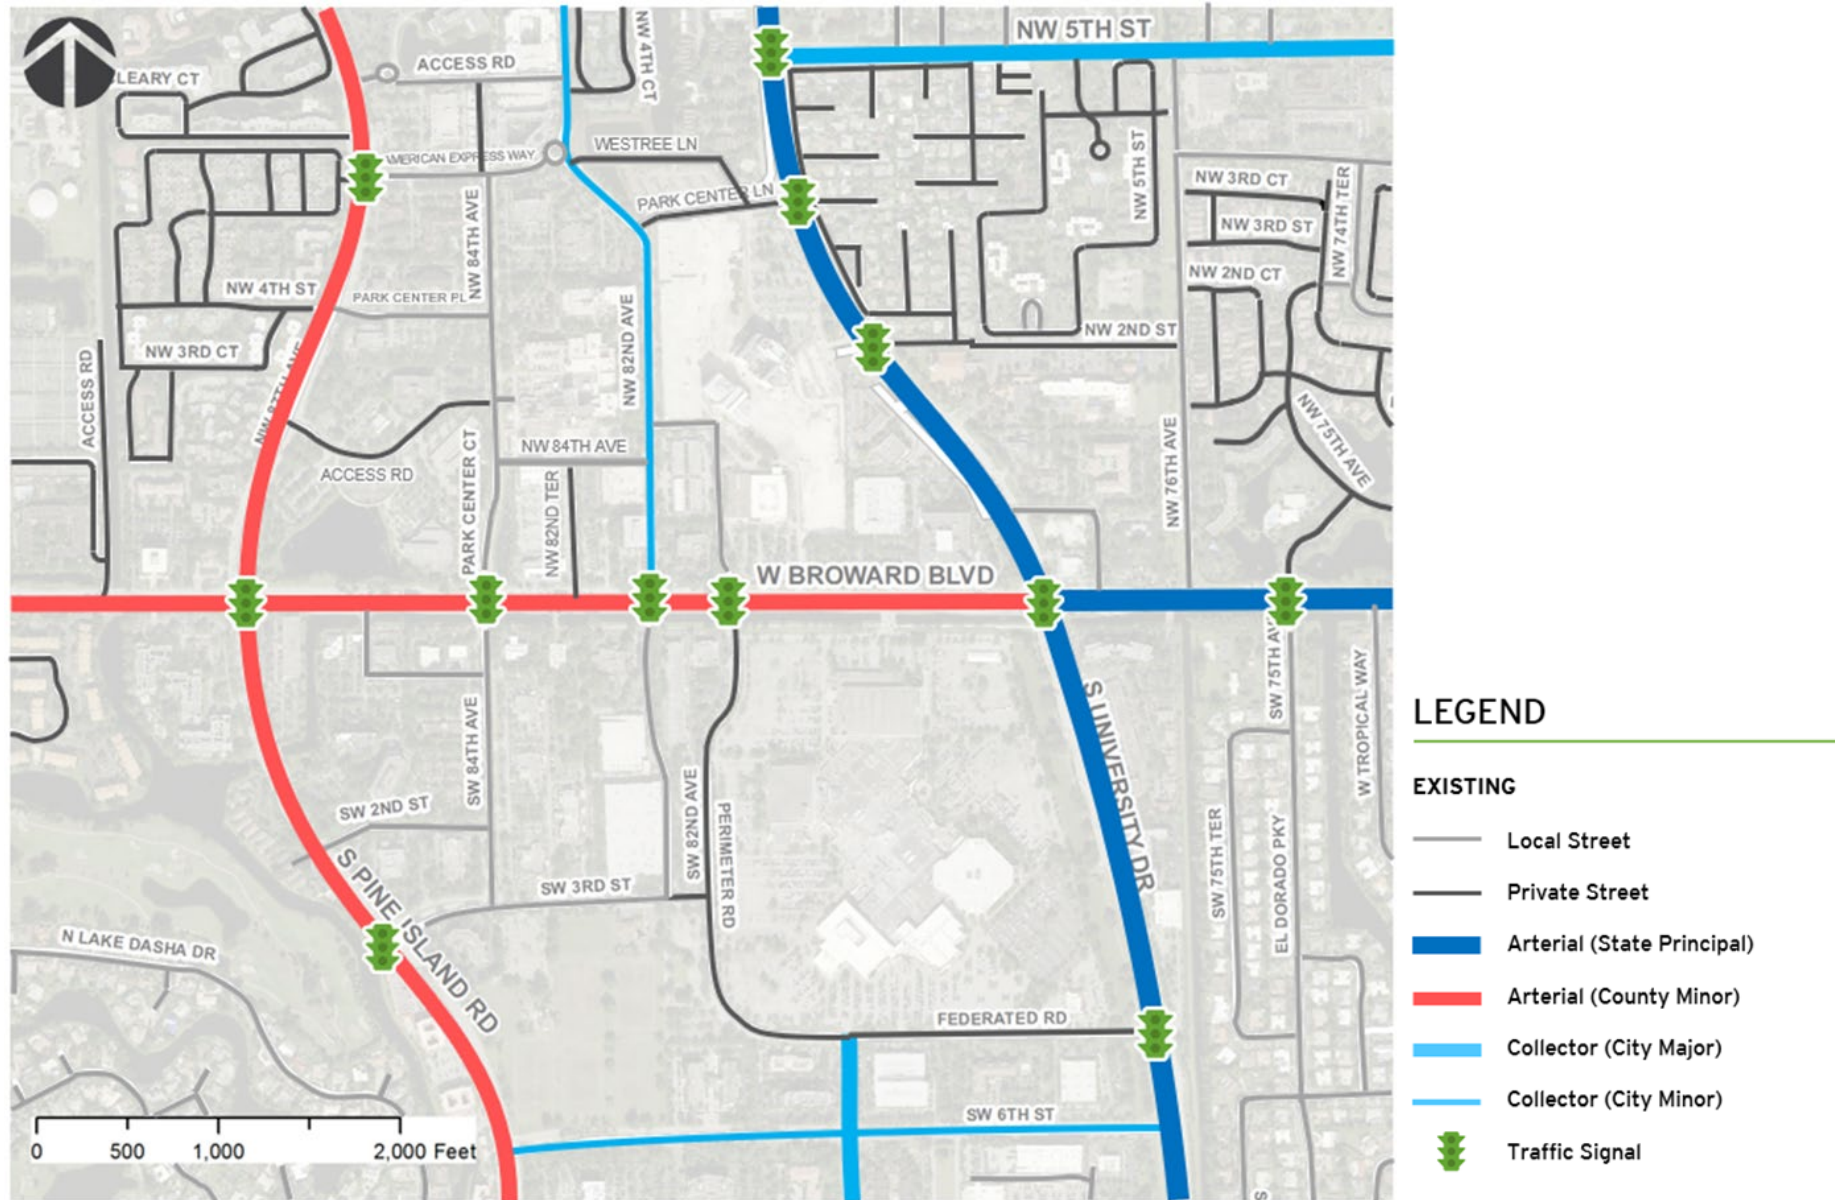 NW 5TH ST
NW 4TH CT
ACCESS RD
LEARY CT
WESTREE LN
AMERICAN EXPRESS WAY
PARK CENTER LN
NW 5TH ST
NW 3RD CT
NW 74TH TER
NW 3RD ST
NW 84TH AVE
NW 2ND CT
NW 4TH ST
PARK CENTER PL
NW 82ND AVE
NW 2ND ST
NW 3RD CT
ACCESS RD
NW 87TH AVE
NW 75TH AVE
NW 84TH AVE
ACCESS RD
PARK CENTER CT
NW 82ND TER
NW 76TH AVE
W BROWARD BLVD
SW 75TH AV
W TROPICAL WAY
S UNIVERSITY DR
SW 84TH AVE
SW 2ND ST
SW 82ND AVE
PERIMETER RD
SW 75TH TER
EL DORADO PKY
S PINE ISLAND RD
SW 3RD ST
N LAKE DASHA DR
FEDERATED RD
SW 6TH ST
0 500 1,000 2,000 Feet
S
LEGEND
EXISTING
Local Street
Private Street
Arterial (State Principal)
Arterial (County Minor)
Collector (City Major)
Collector (City Minor)
Traffic Signal